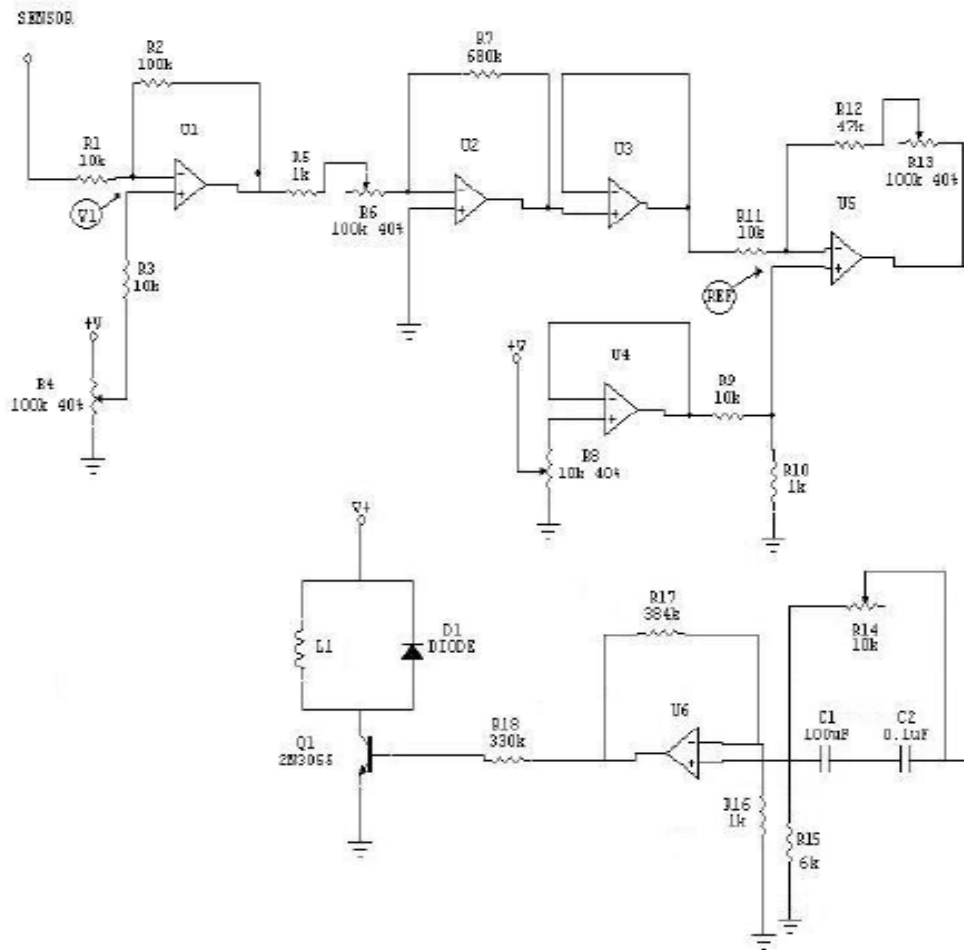 SENSOR
R2
100k
R7
680k
R12
47k
U1
U2
U3
R13
100k 40%
R1
10k
R5
1k
R6
100k 40%
U5
V1
R11
10k
R3
10k
REF
+V
+V
U4
R4
100k 40%
R9
10k
R8
10k 40%
R10
1k
V+
R17
384k
R14
10k
L1
D1
DIODE
U6
C1
100uF
C2
0.1uF
Q1
R18
330k
R16
1k
R15
6k